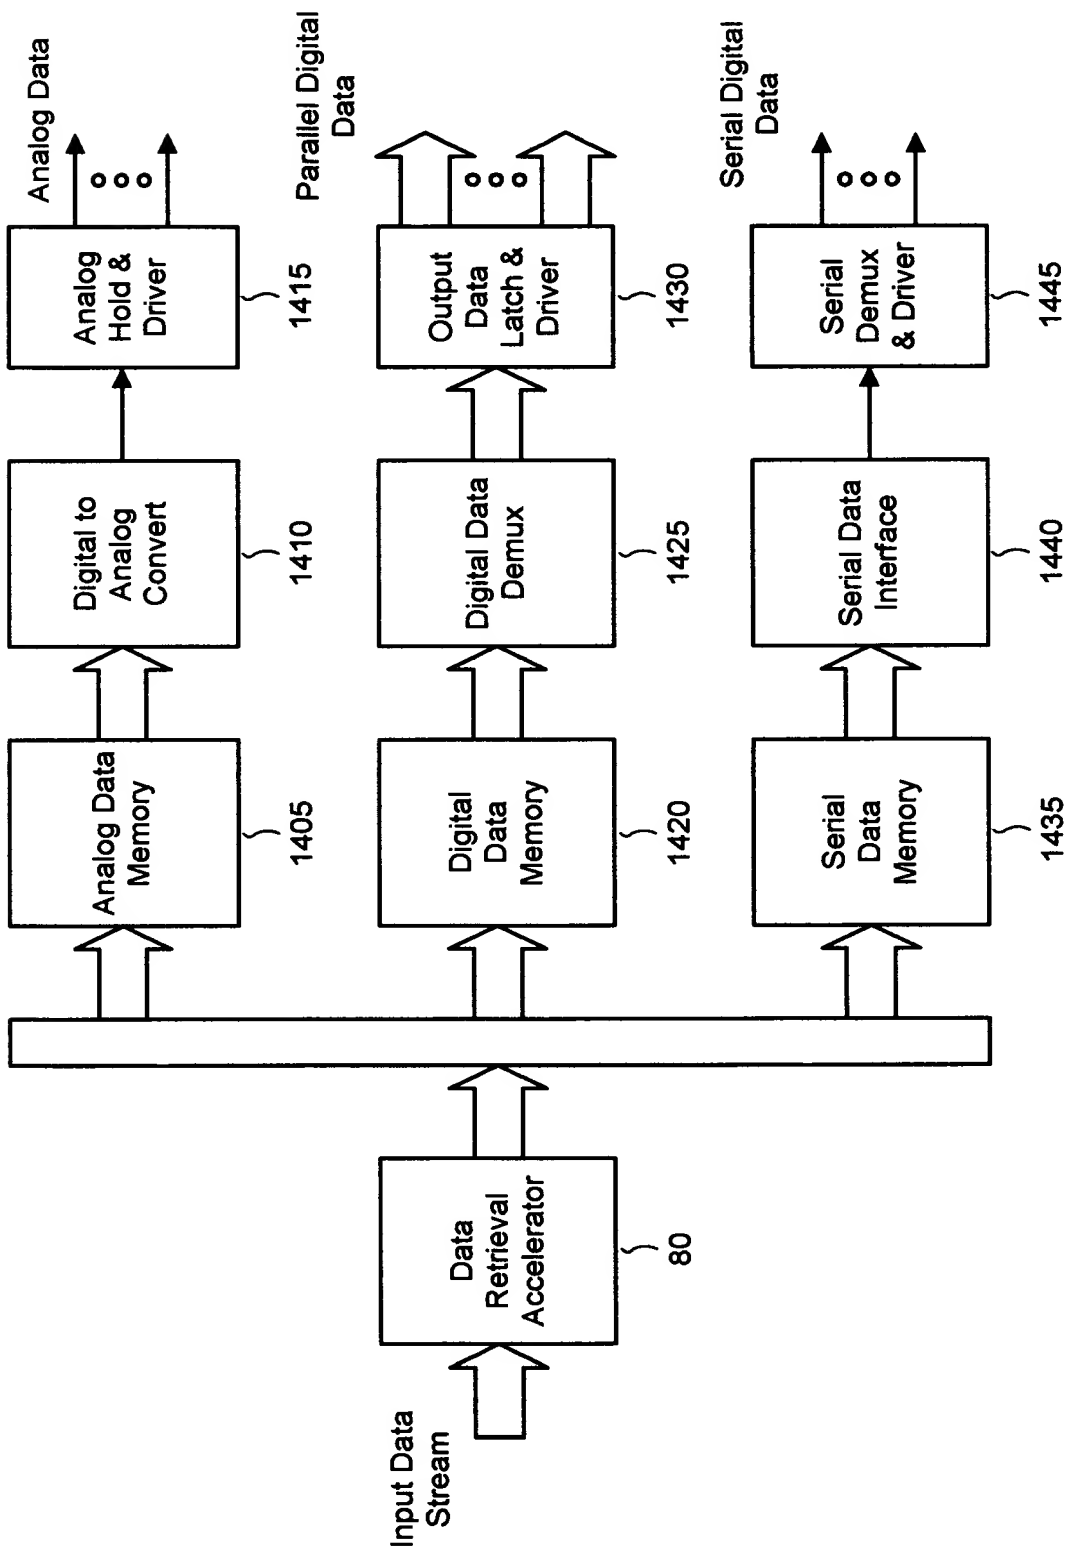 Input Data
Stream
Data
Retrieval
Accelerator
80
Analog Data
Memory
1405
Digital to
Analog
Convert
1410
Analog
Hold &
Driver
1415
Analog Data
Digital
Data
Memory
1420
Digital Data
Demux
1425
Output
Data
Latch &
Driver
1430
Parallel Digital
Data
Serial
Data
Memory
1435
Serial Data
Interface
1440
Serial
Demux
& Driver
1445
Serial Digital
Data